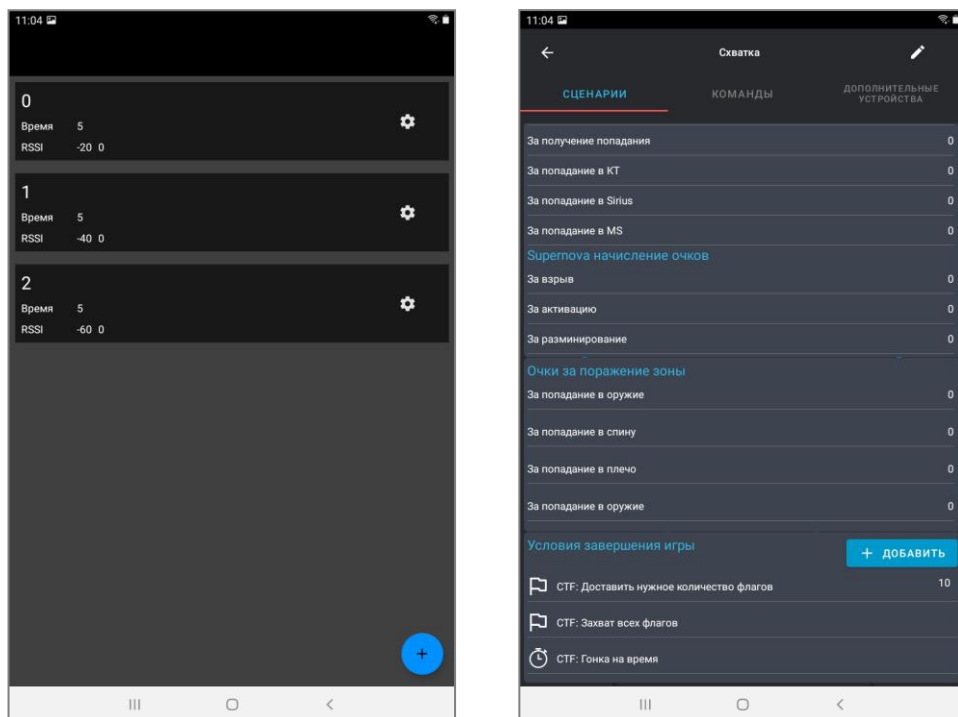 11:04
0
Время 5
RSSI -20 0
1
Время 5
RSSI -40 0
2
Время 5
RSSI -60 0
+
11:04
Схватка
СЦЕНАРИИ КОМАНДЫ ДОПОЛНИТЕЛЬНЫЕ
УСТРОЙСТВА
За получение попадания 0
За попадание в КТ 0
За попадание в Sirius 0
За попадание в MS 0
Supernova начисление очков
За взрыв 0
За активацию 0
За разминирование 0
Очки за поражение зоны
За попадание в оружие 0
За попадание в спину 0
За попадание в плечо 0
За попадание в оружие 0
Условия завершения игры + ДОБАВИТЬ
CTF: Доставить нужное количество флагов 10
CTF: Захват всех флагов
CTF: Гонка на время